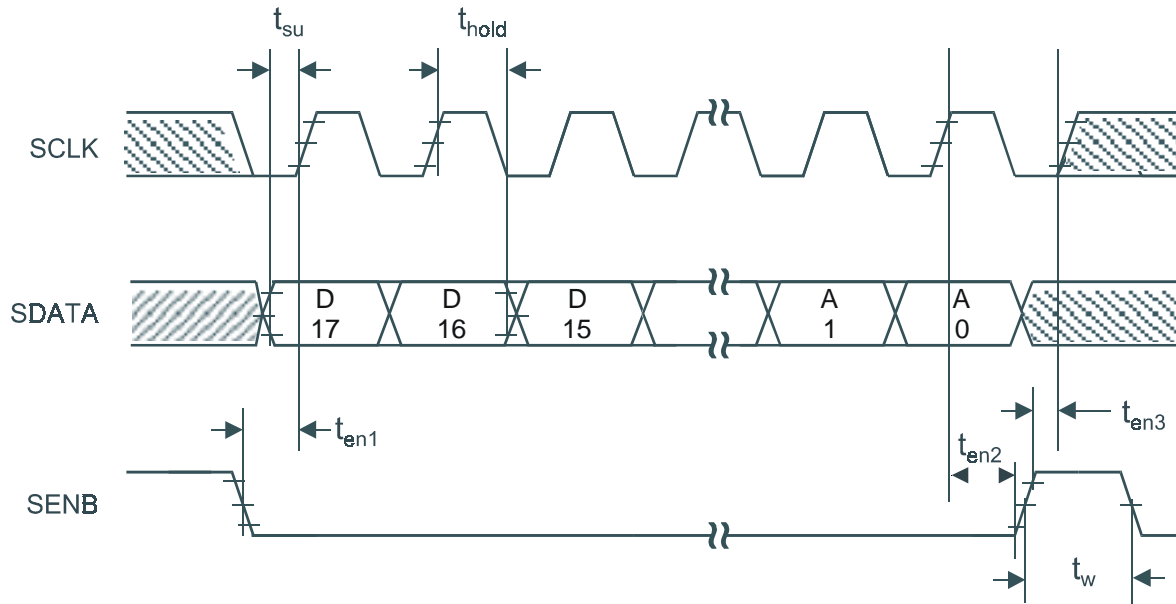 tsu
thold
SCLK
SDATA
D
17
D
16
D
15
A
1
A
0
ten1
ten2
ten3
SENB
tw